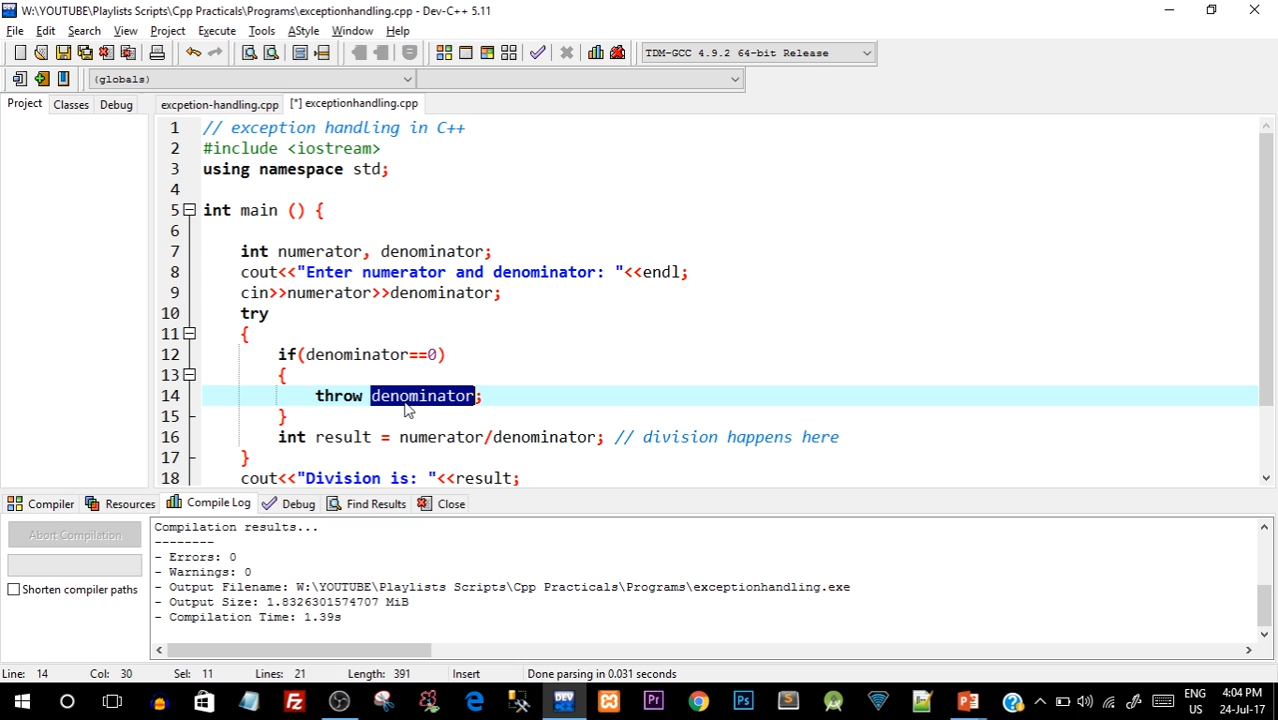 W:\YOUTUBE\Playlists Scripts\Cpp Practicals\Programs\exceptionhandling.cpp - Dev-C++ 5.11
File Edit Search View Project Execute Tools AStyle Window Help
TDM-GCC 4.9.2 64-bit Release
(globals)
Project Classes Debug excpetion-handling.cpp [*] exceptionhandling.cpp
1 // exception handling in C++
2 #include <iostream>
3 using namespace std;
4
5 int main () {
6
7 int numerator, denominator;
8 cout<<"Enter numerator and denominator: "<<endl;
9 cin>>numerator>>denominator;
10 try
11 {
12 if(denominator==0)
13 {
14 throw denominator;
15 }
16 int result = numerator/denominator; // division happens here
17 }
18 cout<<"Division is: "<<result;
Compiler Resources Compile Log Debug Find Results Close
Compilation results...
--------
- Errors: 0
- Warnings: 0
- Output Filename: W:\YOUTUBE\Playlists Scripts\Cpp Practicals\Programs\exceptionhandling.exe
- Output Size: 1.8326301574707 MiB
- Compilation Time: 1.39s
Abort Compilation
Shorten compiler paths
Line: 14 Col: 30 Sel: 11 Lines: 21 Length: 391 Insert Done parsing in 0.031 seconds
ENG 4:04 PM
US 24-Jul-17